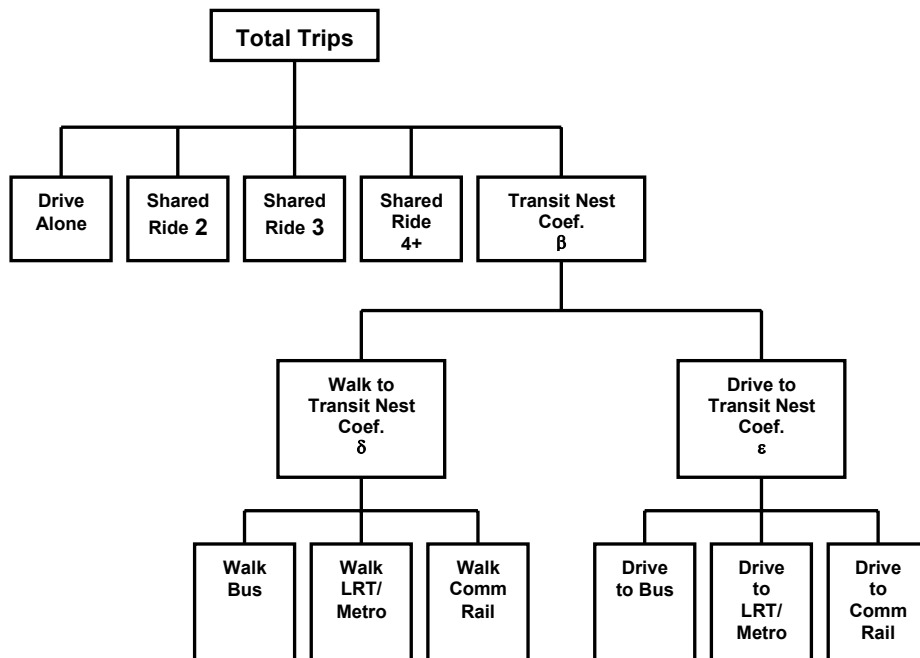 Total Trips
Drive
Alone
Shared
Ride 2
Shared
Ride 3
Shared
Ride
4+
Transit Nest
Coef.
β
Walk to
Transit Nest
Coef.
δ
Drive to
Transit Nest
Coef.
ε
Walk
Bus
Walk
LRT/
Metro
Walk
Comm
Rail
Drive
to Bus
Drive
to
LRT/
Metro
Drive
to
Comm
Rail